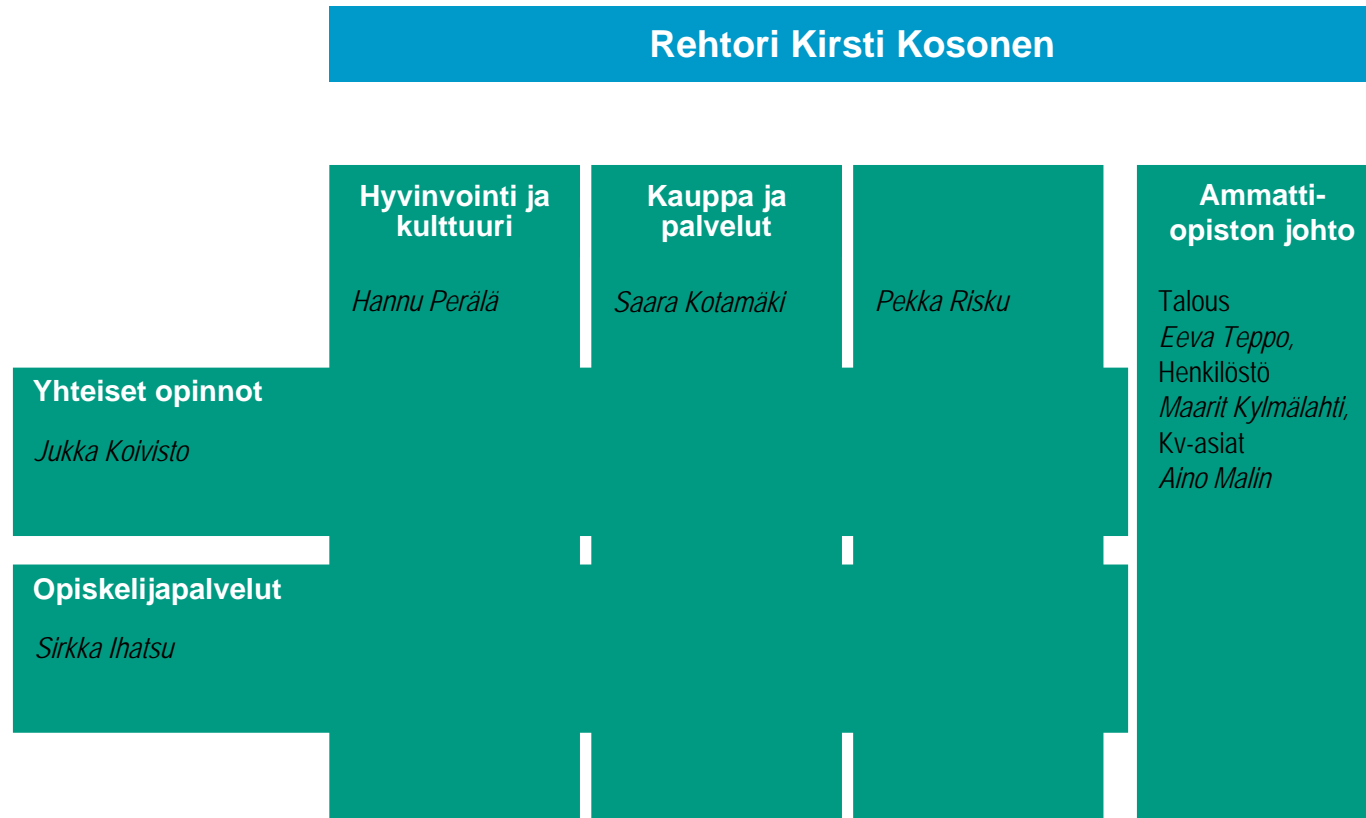 Rehtori Kirsti Kosonen
Hyvinvointi ja
kulttuuri
Hannu Perälä
Kauppa ja
palvelut
Saara Kotamäki
Pekka Risku
Ammatti-
opiston johto
Talous
Eeva Teppo,
Henkilöstö
Maarit Kylmälahti,
Kv-asiat
Aino Malin
Yhteiset opinnot
Jukka Koivisto
Opiskelijapalvelut
Sirkka Ihatsu